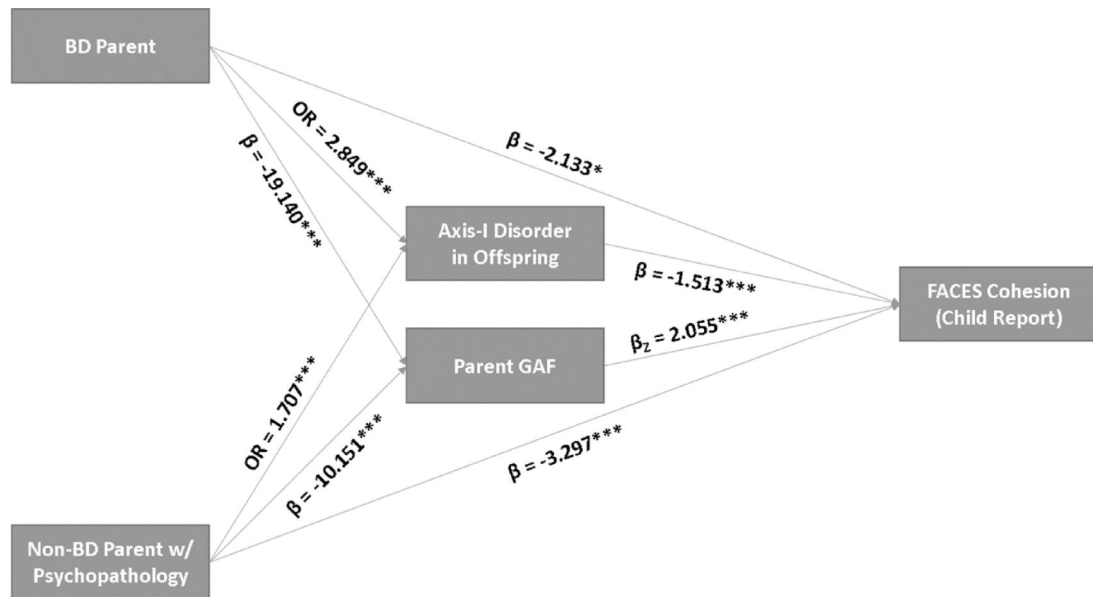 BD Parent
OR = 2.849***
β = -19.140***
β = -2.133*
Axis-I Disorder
in Offspring
β = -1.513***
FACES Cohesion
(Child Report)
Parent GAF
β_Z = 2.055***
OR = 1.707***
β = -10.151***
β = -3.297***
Non-BD Parent w/
Psychopathology